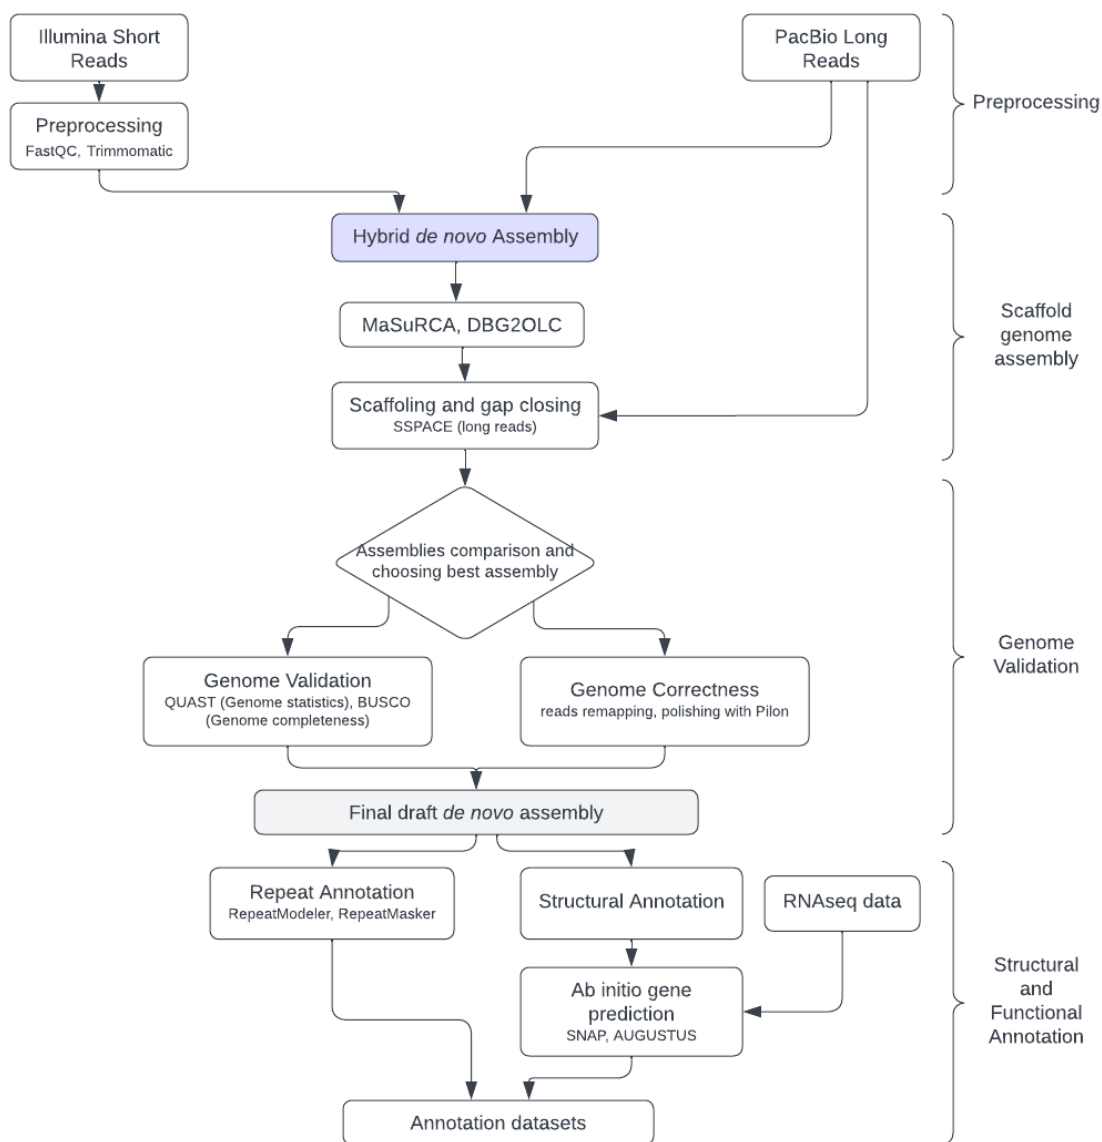 Illumina Short
Reads
PacBio Long
Reads
Preprocessing
Preprocessing
FastQC, Trimmomatic
Hybrid de novo Assembly
MaSuRCA, DBG2OLC
Scaffold
genome
assembly
Scaffoling and gap closing
SSPACE (long reads)
Assemblies comparison and
choosing best assembly
Genome Validation
QUAST (Genome statistics), BUSCO
(Genome completeness)
Genome Correctness
reads remapping, polishing with Pilon
Genome
Validation
Final draft de novo assembly
Repeat Annotation
RepeatModeler, RepeatMasker
Structural Annotation
RNAseq data
Ab initio gene
prediction
SNAP, AUGUSTUS
Structural
and
Functional
Annotation
Annotation datasets